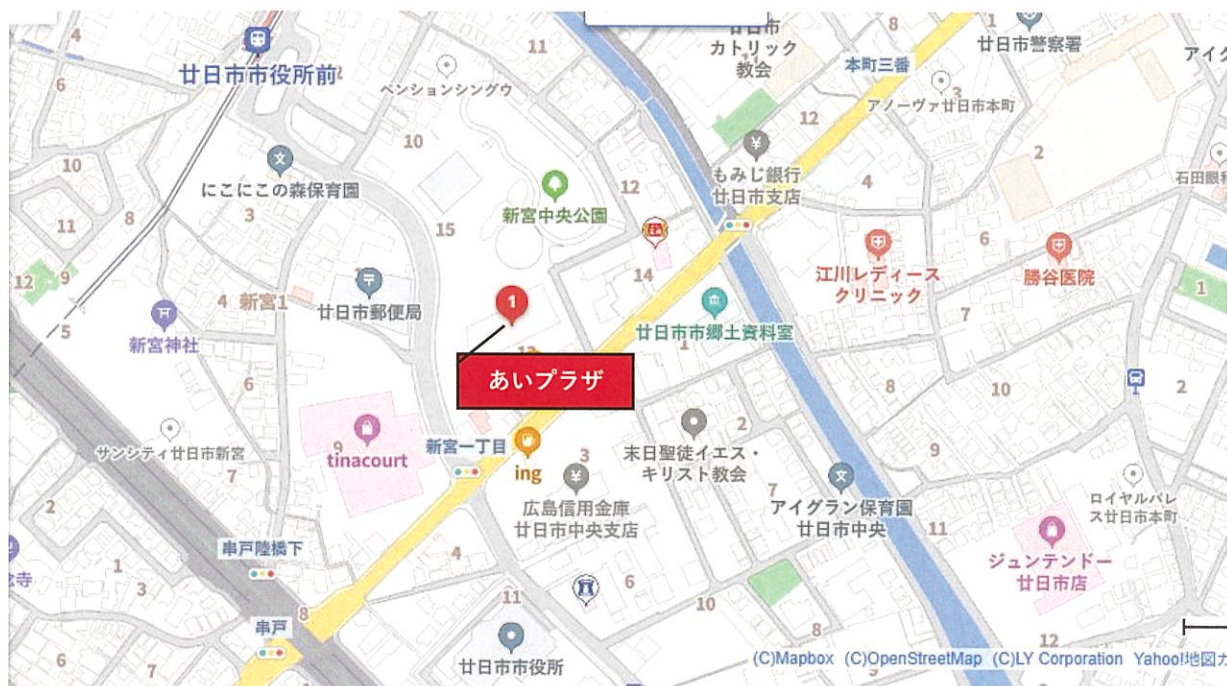 廿日市
カトリック
教会
本町三番
廿日市警察署
アイグ
廿日市市役所前
ペンションシングウ
アノーヴァ廿日市本町
にこにこの森保育園
新宮中央公園
もみじ銀行
廿日市支店
石田眼科
江川レディース
クリニック
勝谷医院
廿日市郵便局
新宮1
新宮神社
廿日市市郷土資料室
1
あいプラザ
サンシティ廿日市新宮
tinacourt
新宮一丁目
ing
末日聖徒イエス・
キリスト教会
広島信用金庫
廿日市中央支店
アイグラン保育園
廿日市中央
ロイヤルパレ
ス廿日市本町
ジュンテンドー
廿日市店
串戸陸橋下
串戸
念寺
廿日市市役所
(C)Mapbox (C)OpenStreetMap (C)LY Corporation Yahoo!地図